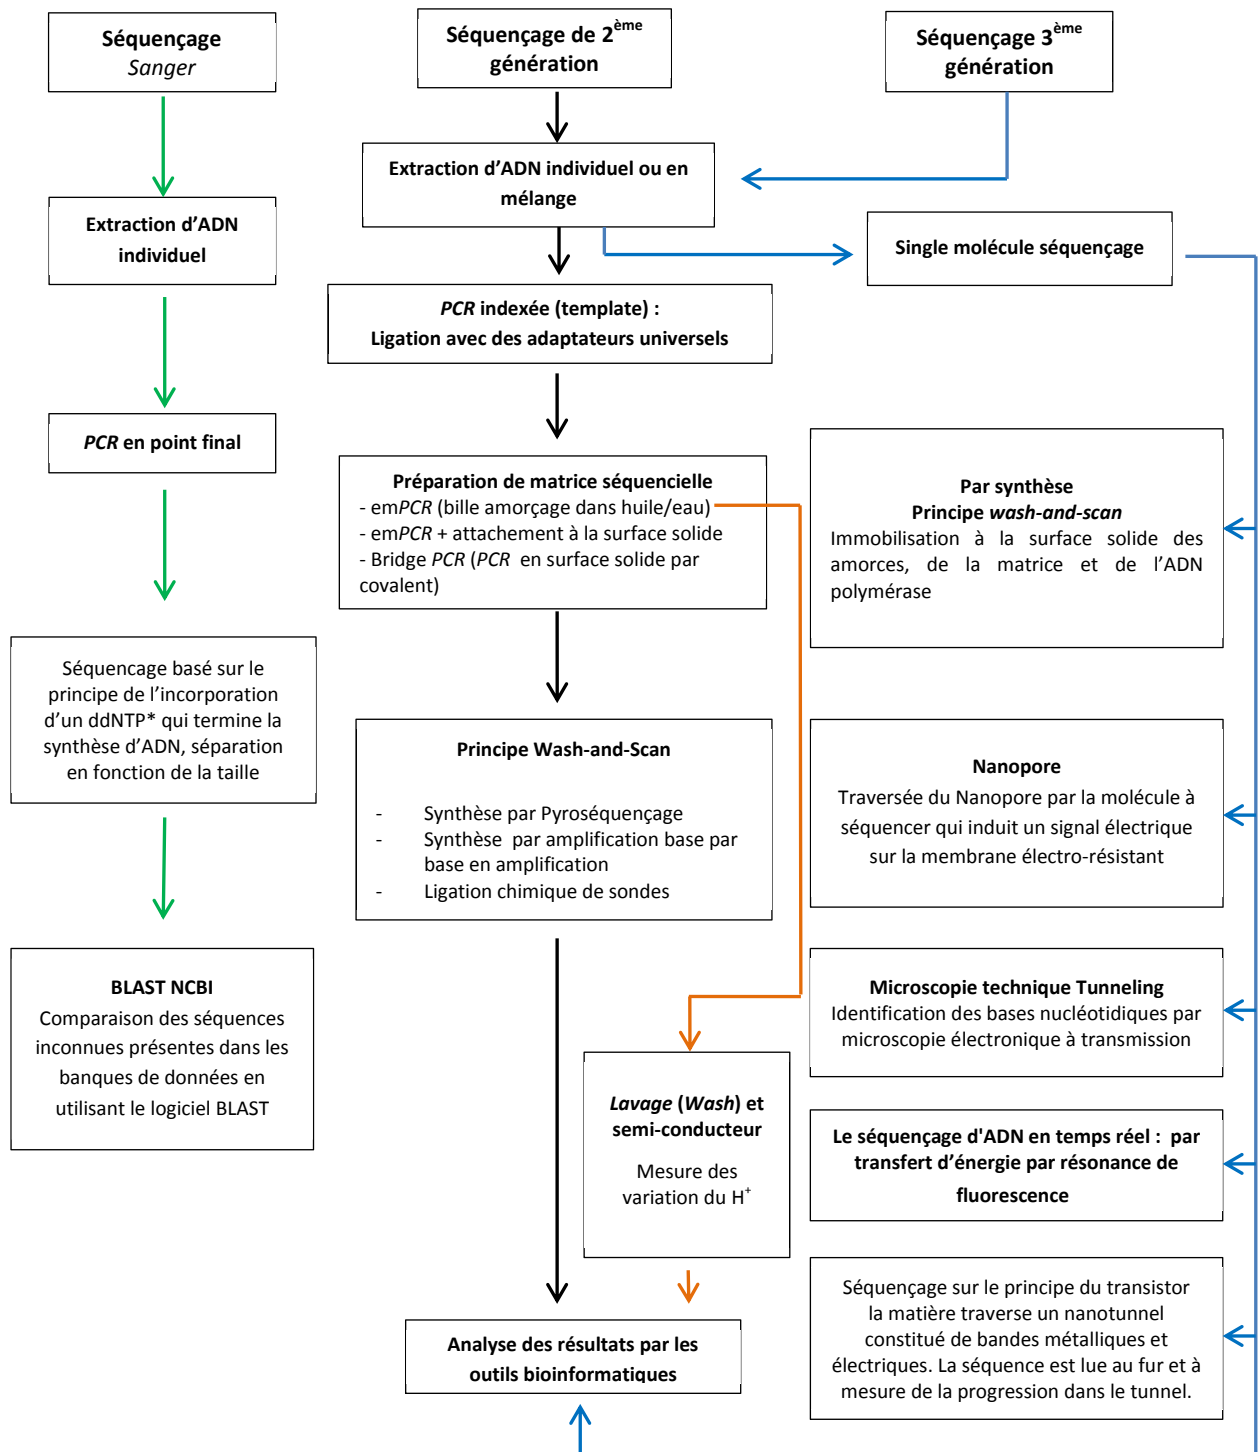 Séquençage
Sanger
Extraction d'ADN
individuel
PCR en point final
Séquencage basé sur le
principe de l'incorporation
d'un ddNTP* qui termine la
synthèse d'ADN, séparation
en fonction de la taille
BLAST NCBI
Comparaison des séquences
inconnues présentes dans les
banques de données en
utilisant le logiciel BLAST
Séquençage de 2ème
génération
Extraction d'ADN individuel ou en
mélange
PCR indexée (template) :
Ligation avec des adaptateurs universels
Préparation de matrice séquencielle
- emPCR (bille amorçage dans huile/eau)
- emPCR + attachement à la surface solide
- Bridge PCR (PCR en surface solide par
covalent)
Principe Wash-and-Scan
- Synthèse par Pyroséquençage
- Synthèse par amplification base par
base en amplification
- Ligation chimique de sondes
Lavage (Wash) et
semi-conducteur
Mesure des
variation du H+
Analyse des résultats par les
outils bioinformatiques
Séquençage 3ème
génération
Single molécule séquençage
Par synthèse
Principe wash-and-scan
Immobilisation à la surface solide des
amorces, de la matrice et de l'ADN
polymérase
Nanopore
Traversée du Nanopore par la molécule à
séquencer qui induit un signal électrique
sur la membrane électro-résistant
Microscopie technique Tunneling
Identification des bases nucléotidiques par
microscopie électronique à transmission
Le séquençage d'ADN en temps réel : par
transfert d'énergie par résonance de
fluorescence
Séquençage sur le principe du transistor
la matière traverse un nanotunnel
constitué de bandes métalliques et
électriques. La séquence est lue au fur et à
mesure de la progression dans le tunnel.